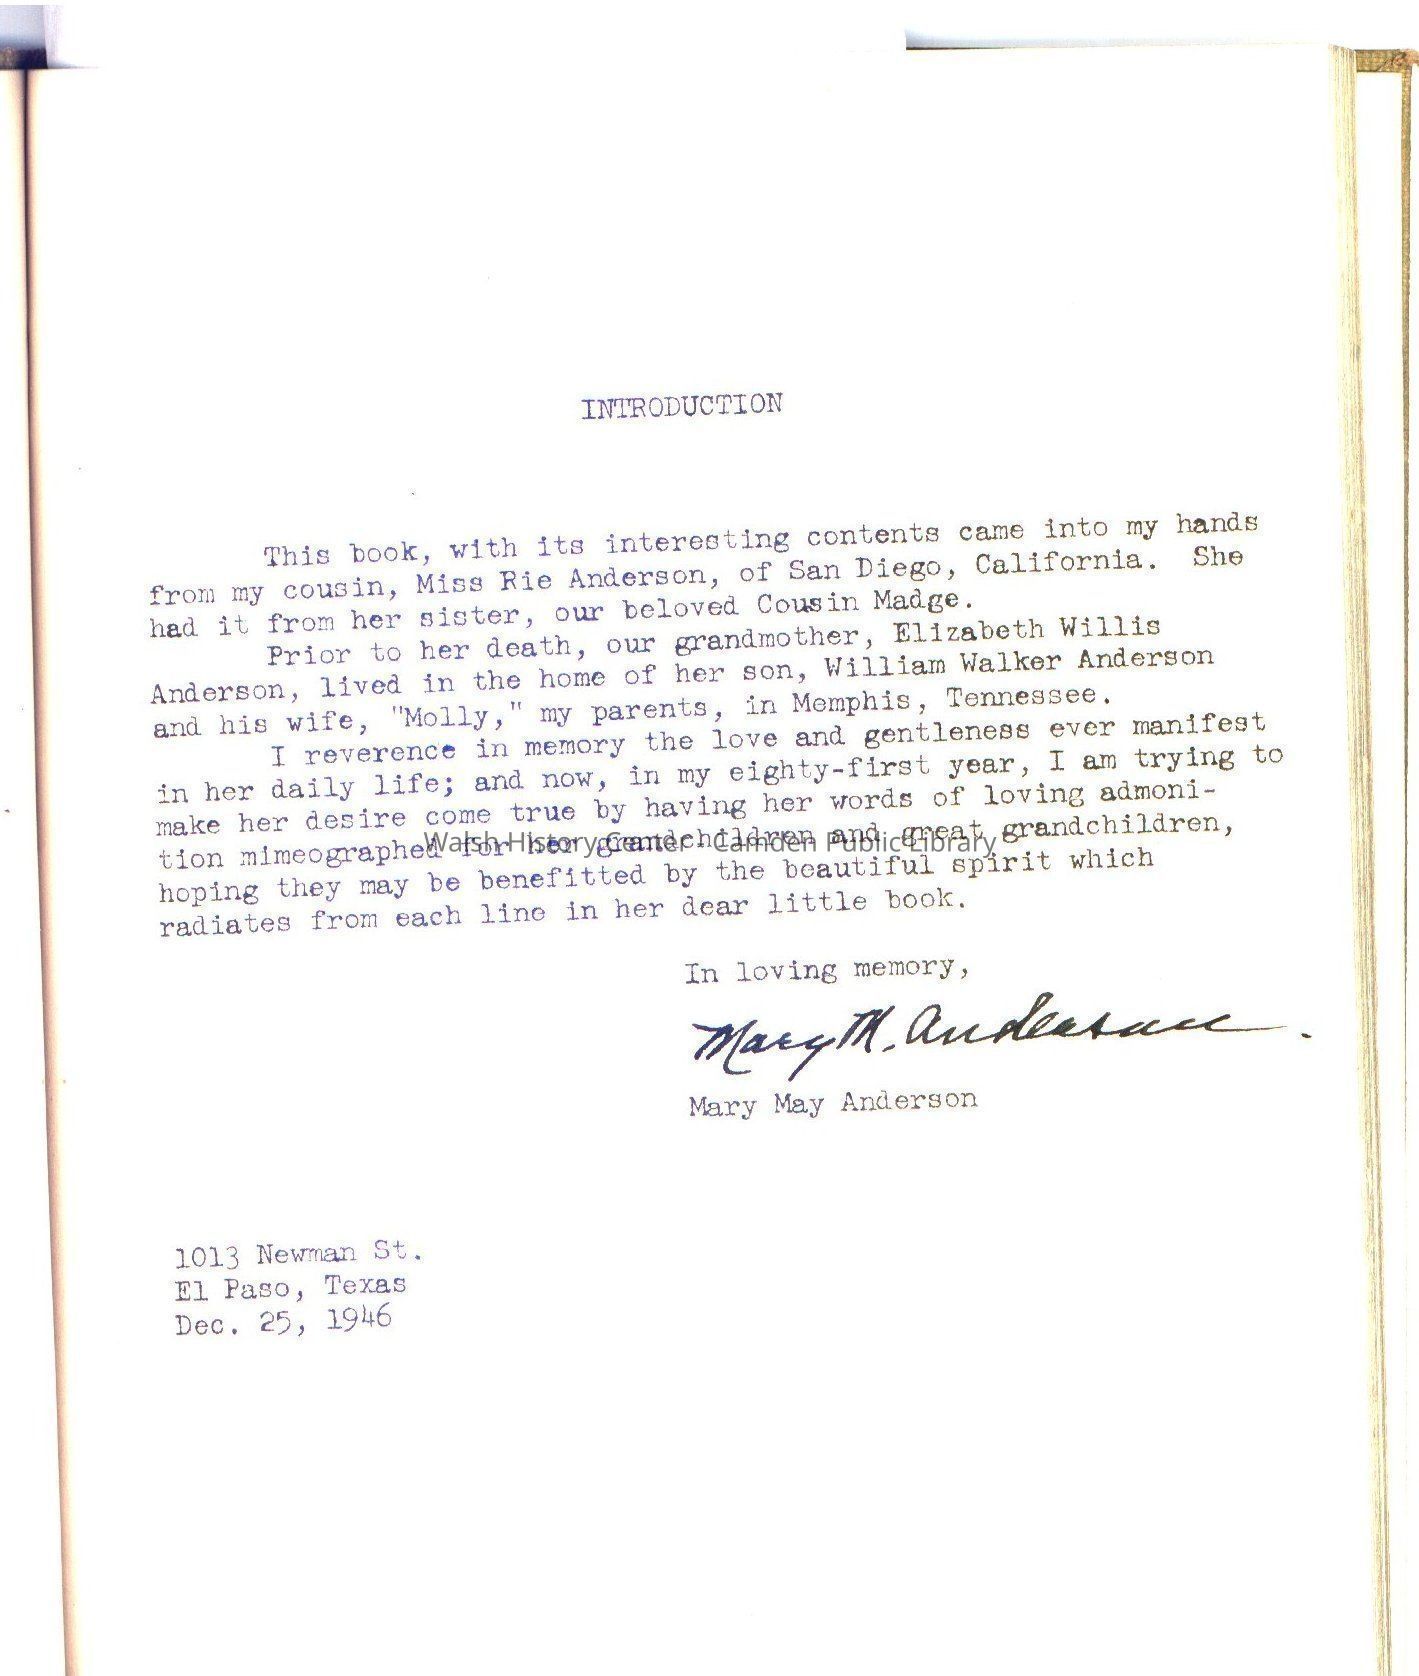 INTRODUCTION
This book, with its interesting contents came into my hands
from my cousin, Miss Rie Anderson, of San Diego, California. She
had it from her sister, our beloved Cousin Madge.
Prior to her death, our grandmother, Elizabeth Willis
Anderson, lived in the home of her son, William Walker Anderson
and his wife, "Molly," my parents, in Memphis, Tennessee.
I reverence in memory the love and gentleness ever manifest
in her daily life; and now, in my eighty-first year, I am trying to
make her desire come true by having her words of loving admoni-
tion mimeographed for her grandchildren and great grandchildren,
Walsh History Center - Camden Public Library
hoping they may be benefitted by the beautiful spirit which
radiates from each line in her dear little book.
In loving memory,
Mary M. Anderson.
Mary May Anderson
1013 Newman St.
El Paso, Texas
Dec. 25, 1946